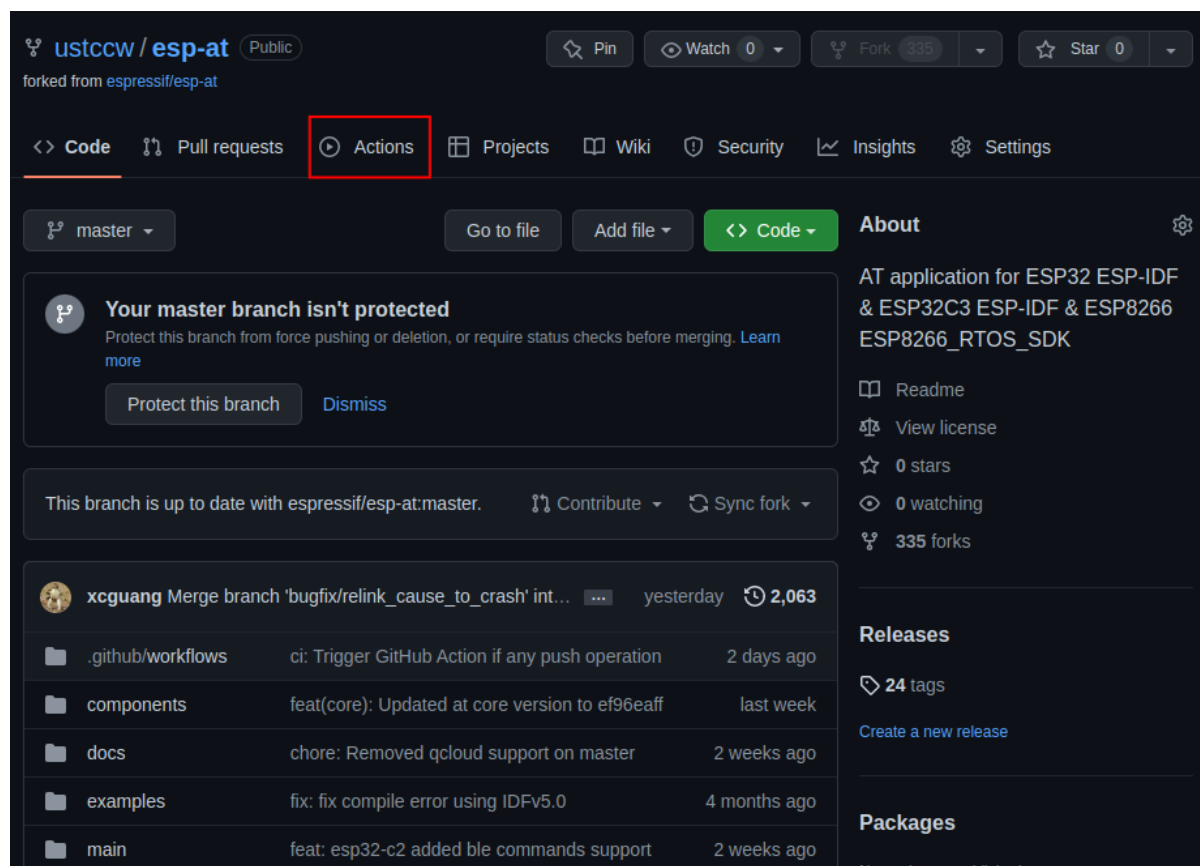 ustccw / esp-at Public
Pin
Watch 0
Fork 335
Star 0
forked from espressif/esp-at
<> Code
Pull requests
Actions
Projects
Wiki
Security
Insights
Settings
master
Go to file
Add file
<> Code
Your master branch isn't protected
Protect this branch from force pushing or deletion, or require status checks before merging. Learn
more
Protect this branch
Dismiss
This branch is up to date with espressif/esp-at:master.
Contribute
Sync fork
xcguang Merge branch 'bugfix/relink_cause_to_crash' int... ... yesterday 2,063
.github/workflows ci: Trigger GitHub Action if any push operation 2 days ago
components feat(core): Updated at core version to ef96eaff last week
docs chore: Removed qcloud support on master 2 weeks ago
examples fix: fix compile error using IDFv5.0 4 months ago
main feat: esp32-c2 added ble commands support 2 weeks ago
About
AT application for ESP32 ESP-IDF
& ESP32C3 ESP-IDF & ESP8266
ESP8266_RTOS_SDK
Readme
View license
0 stars
0 watching
335 forks
Releases
24 tags
Create a new release
Packages